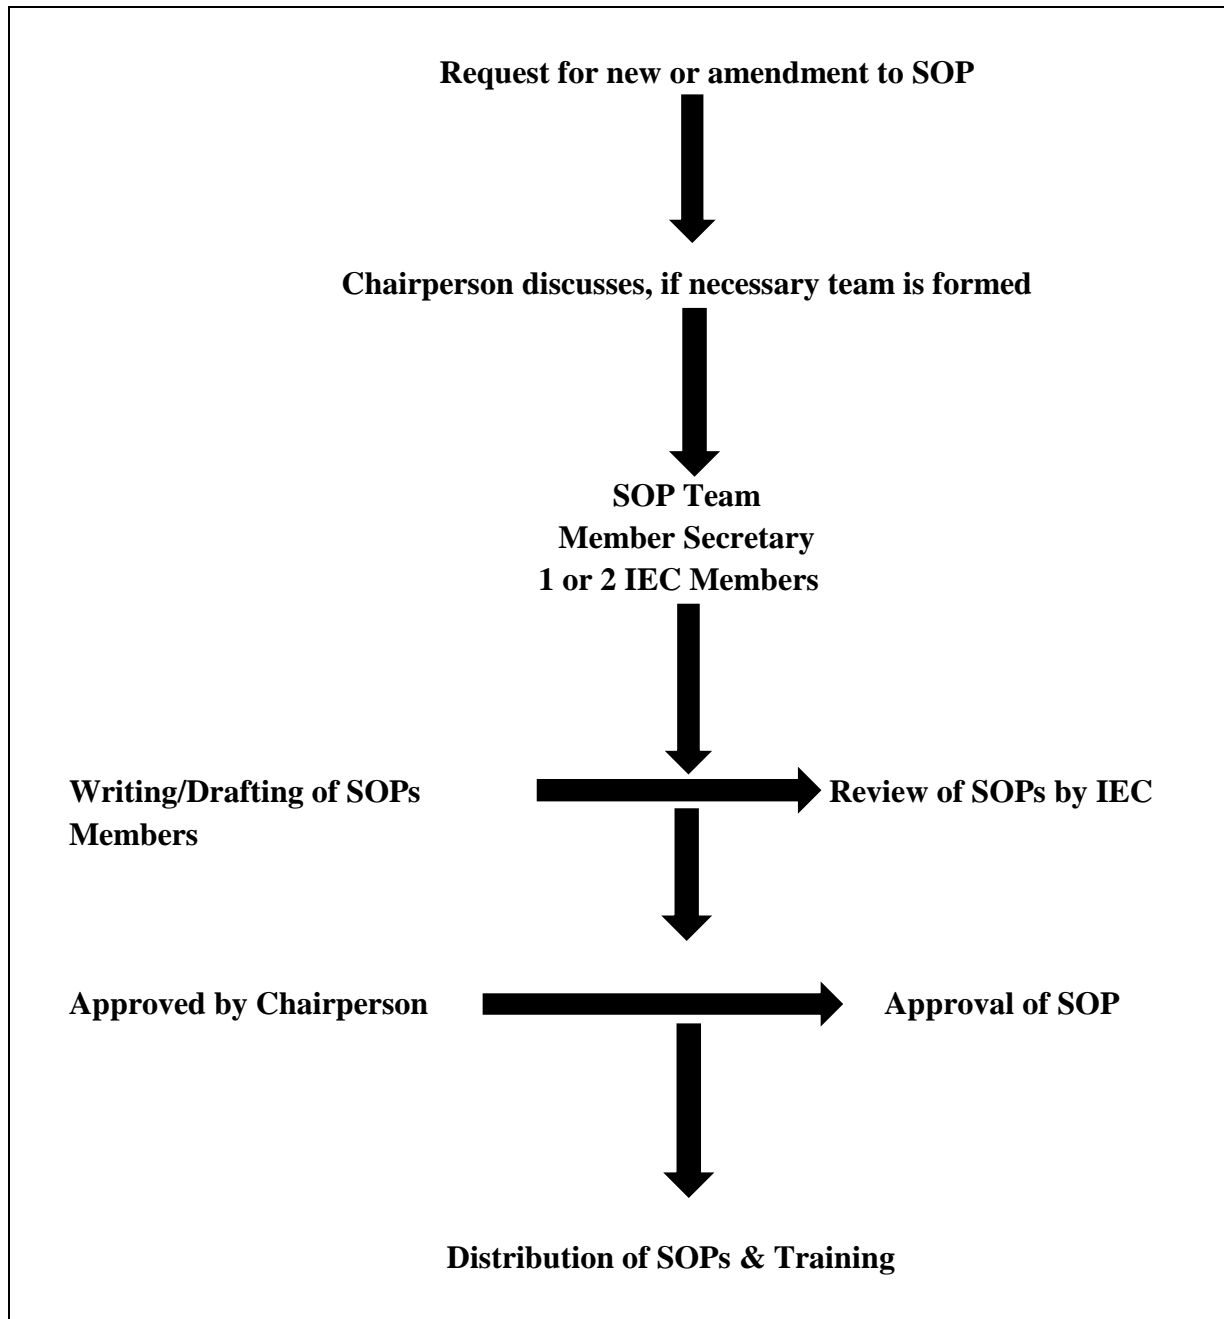 Request for new or amendment to SOP
Chairperson discusses, if necessary team is formed
SOP Team
Member Secretary
1 or 2 IEC Members
Writing/Drafting of SOPs Review of SOPs by IEC
Members
Approved by Chairperson Approval of SOP
Distribution of SOPs & Training